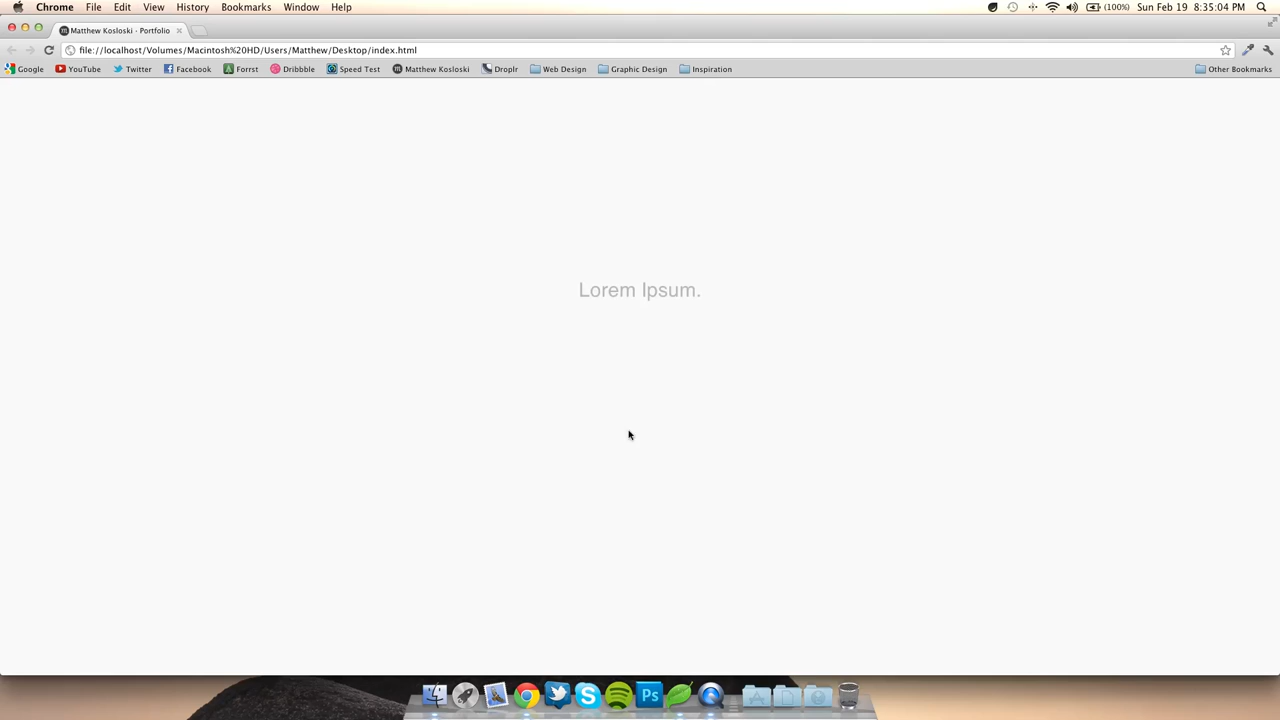 Chrome File Edit View History Bookmarks Window Help (100%) Sun Feb 19 8:35:04 PM
Matthew Kosloski - Portfolio
file://localhost/Volumes/Macintosh%20HD/Users/Matthew/Desktop/index.html
Google YouTube Twitter Facebook Forrst Dribbble Speed Test Matthew Kosloski Droplr Web Design Graphic Design Inspiration Other Bookmarks
Lorem Ipsum.
Ps